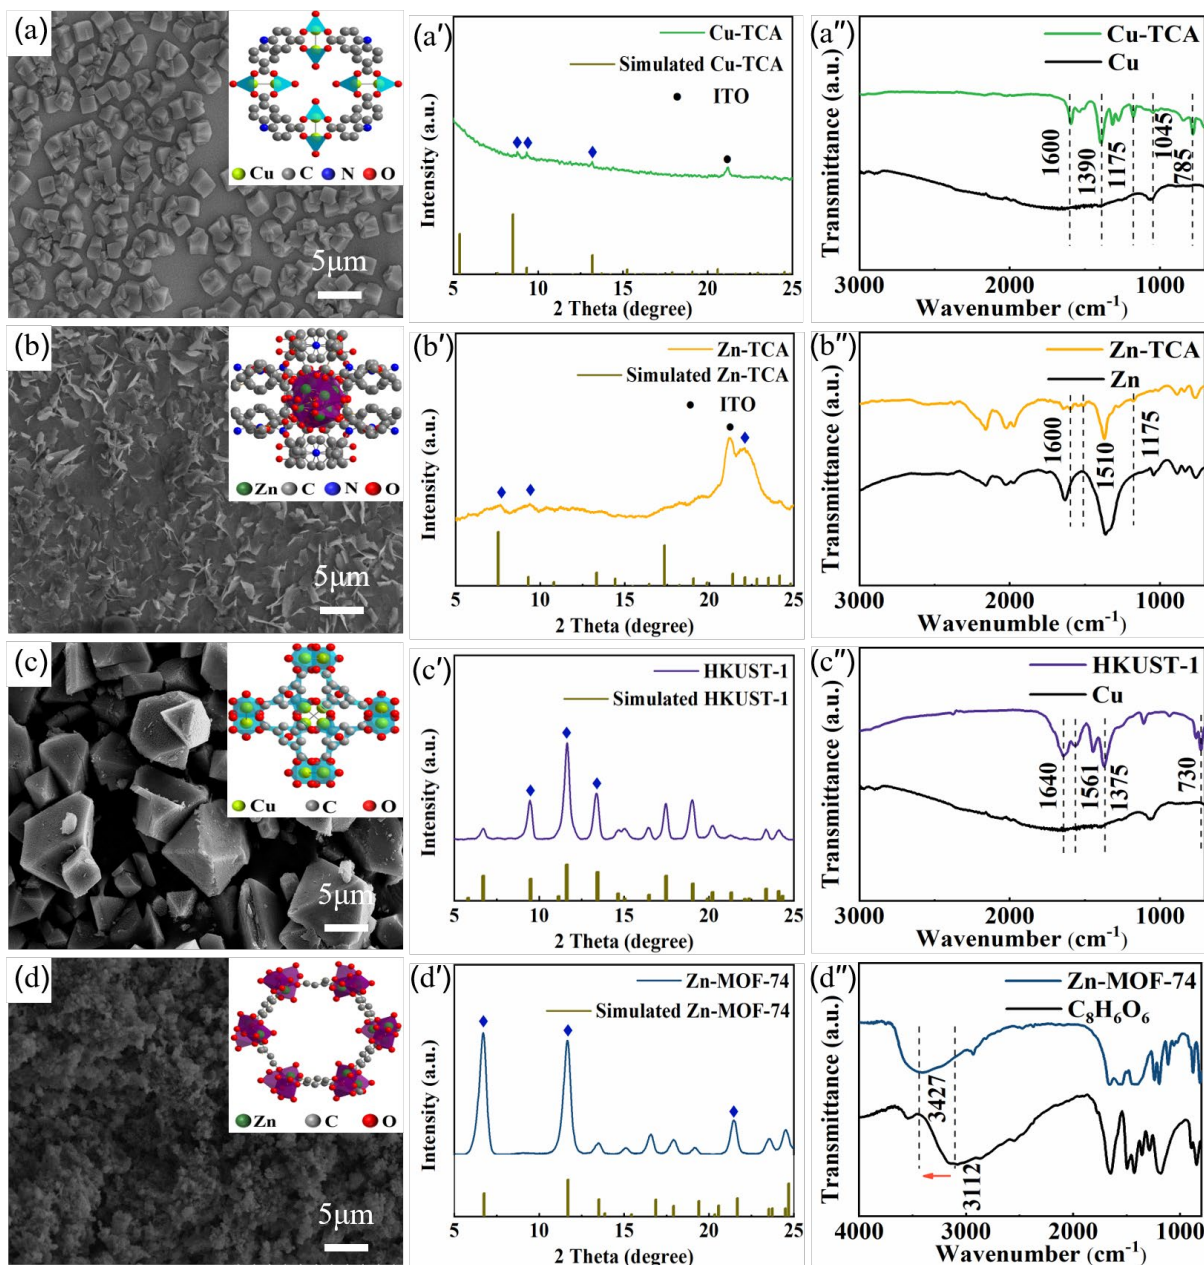 (a)
Cu C N O
5μm
(a′)
Cu-TCA
Simulated Cu-TCA
ITO
Intensity (a.u.)
5 10 15 20 25
2 Theta (degree)
(a″)
Cu-TCA
Cu
Transmittance (a.u.)
1600
1390
1175
1045
785
3000 2000 1000
Wavenumber (cm-1)
(b)
Zn C N O
5μm
(b′)
Zn-TCA
Simulated Zn-TCA
ITO
Intensity (a.u.)
5 10 15 20 25
2 Theta (degree)
(b″)
Zn-TCA
Zn
Transmittance (a.u.)
1600
1510
1175
3000 2000 1000
Wavenumble (cm-1)
(c)
Cu C O
5μm
(c′)
HKUST-1
Simulated HKUST-1
Intensity (a.u.)
5 10 15 20 25
2 Theta (degree)
(c″)
HKUST-1
Cu
Transmittance (a.u.)
1640
1561
1375
730
3000 2000 1000
Wavenumber (cm-1)
(d)
Zn C O
5μm
(d′)
Zn-MOF-74
Simulated Zn-MOF-74
Intensity (a.u.)
5 10 15 20 25
2 Theta (degree)
(d″)
Zn-MOF-74
C8H6O6
Transmittance (a.u.)
3427
3112
4000 3000 2000 1000
Wavenumber (cm-1)